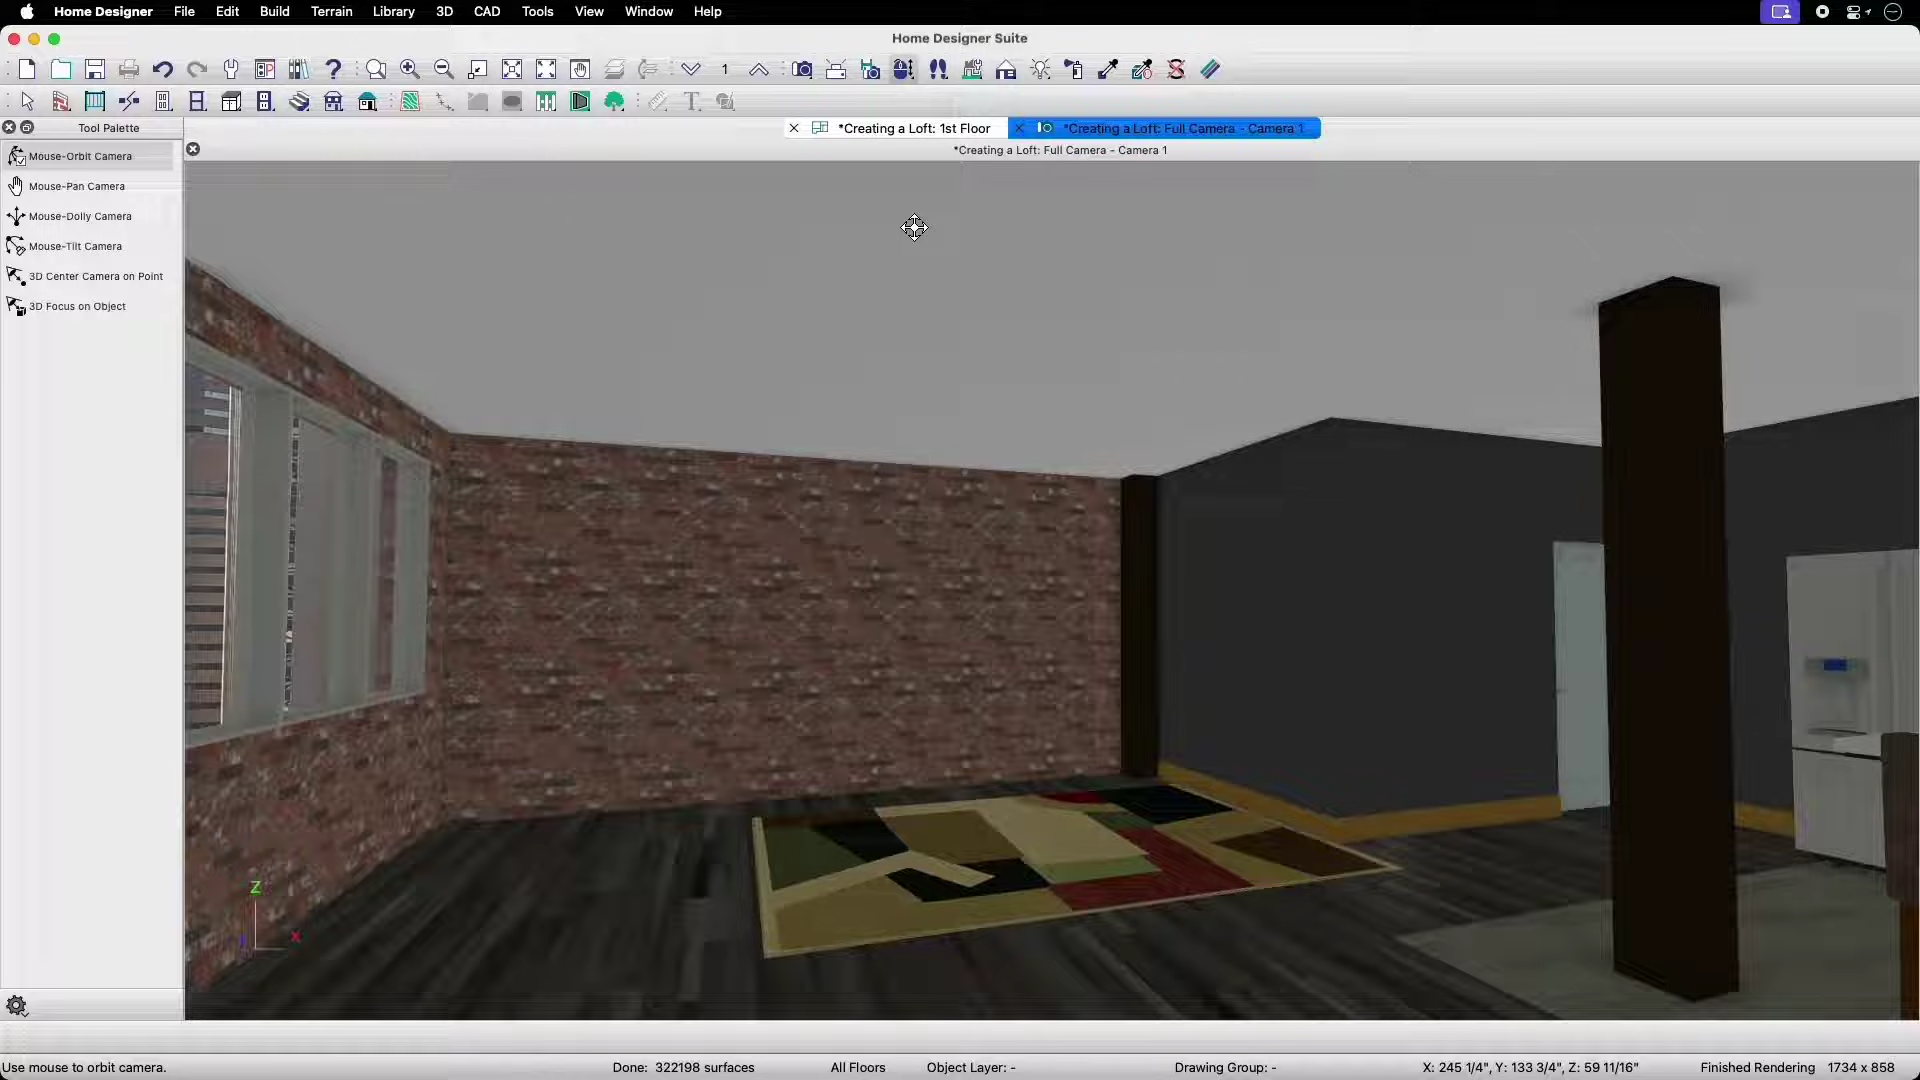 Home Designer File Edit Build Terrain Library 3D CAD Tools View Window Help
Home Designer Suite
1
Tool Palette
*Creating a Loft: 1st Floor
*Creating a Loft: Full Camera - Camera 1
*Creating a Loft: Full Camera - Camera 1
Mouse-Orbit Camera
Mouse-Pan Camera
Mouse-Dolly Camera
Mouse-Tilt Camera
3D Center Camera on Point
3D Focus on Object
Z
X
Use mouse to orbit camera.
Done: 322198 surfaces
All Floors
Object Layer: -
Drawing Group: -
X: 245 1/4", Y: 133 3/4", Z: 59 11/16"
Finished Rendering
1734 x 858